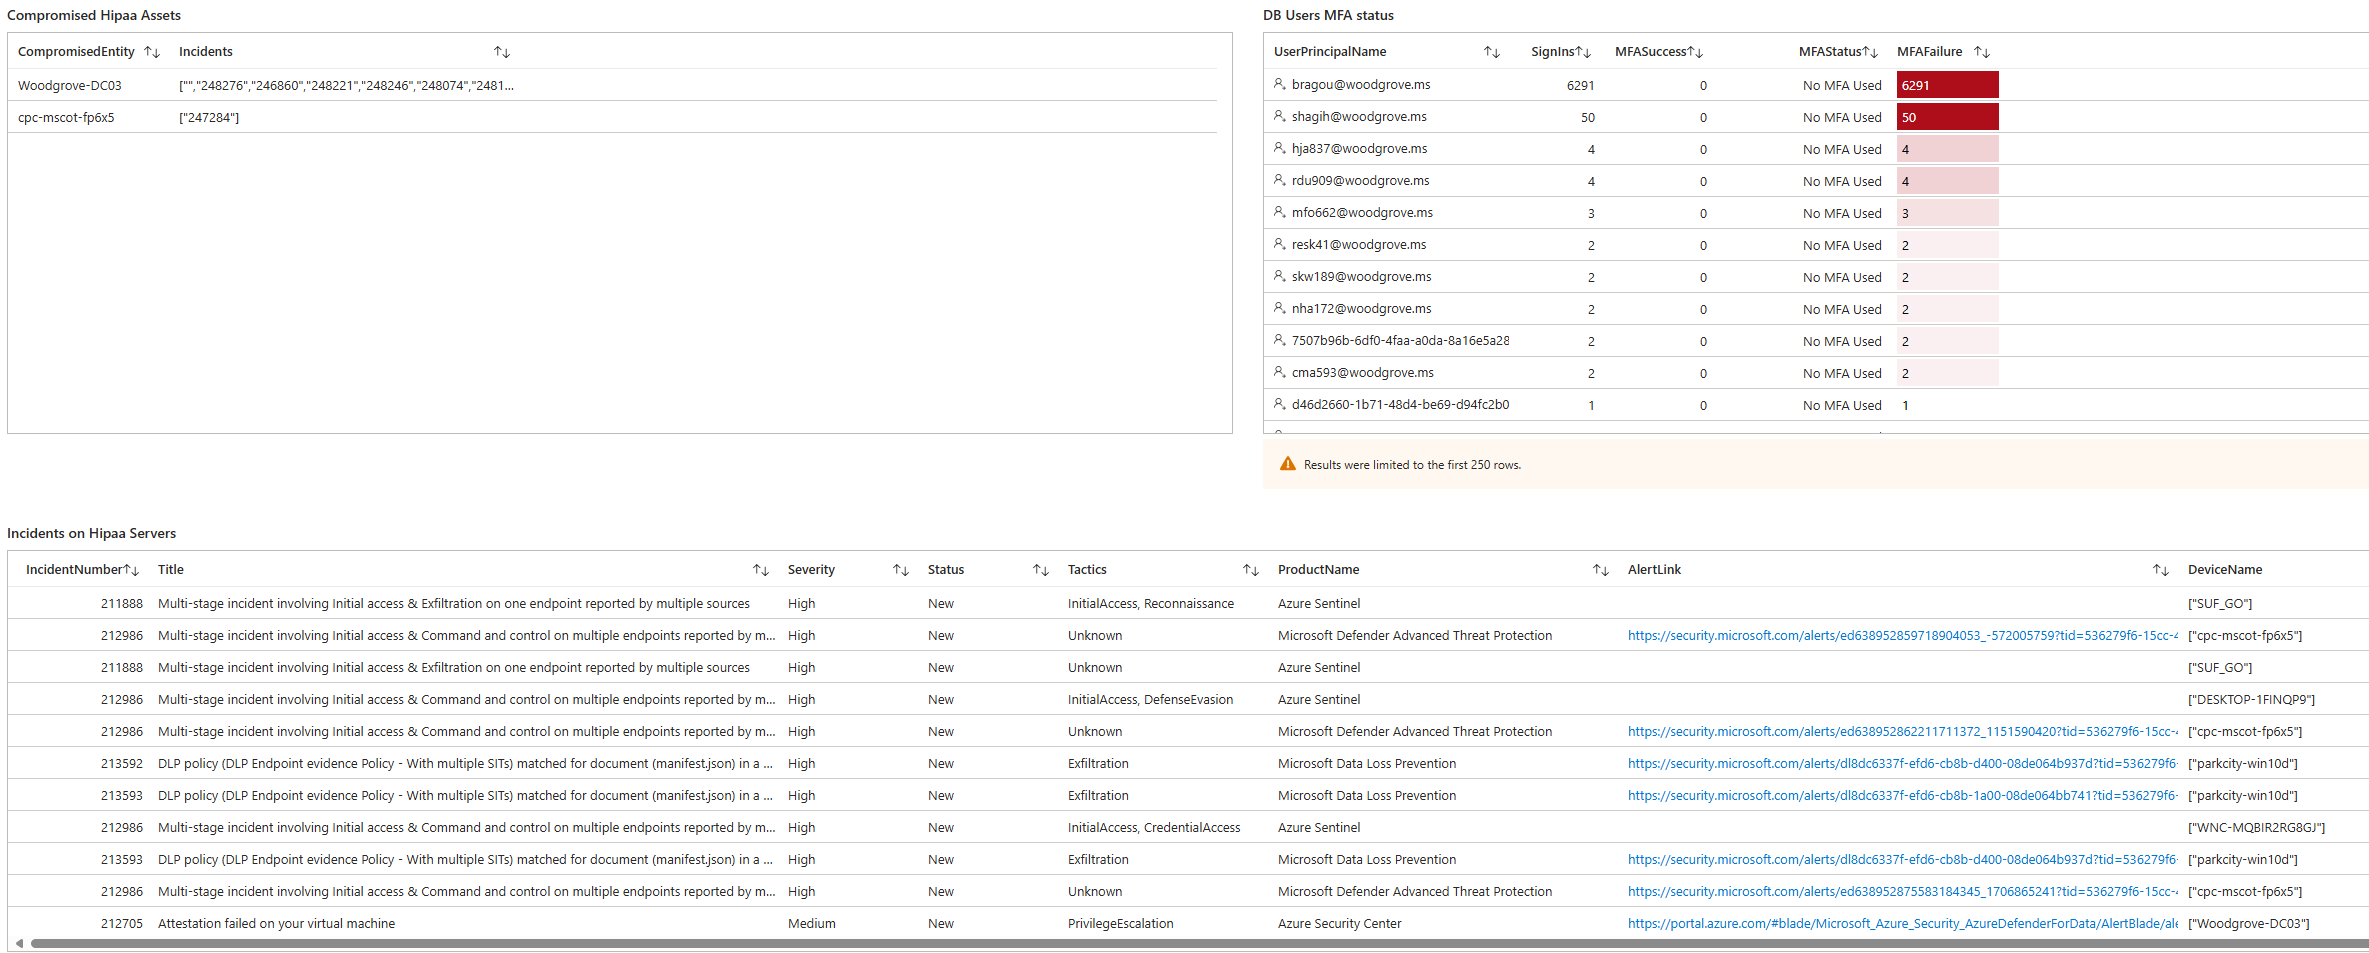 Compromised Hipaa Assets
CompromisedEntity Incidents
Woodgrove-DC03 ["","248276","246860","248221","248246","248074","2481...
cpc-mscot-fp6x5 ["247284"]
DB Users MFA status
UserPrincipalName SignIns MFASuccess MFAStatus MFAFailure
bragou@woodgrove.ms 6291 0 No MFA Used 6291
shagih@woodgrove.ms 50 0 No MFA Used 50
hja837@woodgrove.ms 4 0 No MFA Used 4
rdu909@woodgrove.ms 4 0 No MFA Used 4
mfo662@woodgrove.ms 3 0 No MFA Used 3
resk41@woodgrove.ms 2 0 No MFA Used 2
skw189@woodgrove.ms 2 0 No MFA Used 2
nha172@woodgrove.ms 2 0 No MFA Used 2
7507b96b-6df0-4faa-a0da-8a16e5a28 2 0 No MFA Used 2
cma593@woodgrove.ms 2 0 No MFA Used 2
d46d2660-1b71-48d4-be69-d94fc2b0 1 0 No MFA Used 1
Results were limited to the first 250 rows.
Incidents on Hipaa Servers
IncidentNumber Title Severity Status Tactics ProductName AlertLink DeviceName
211888 Multi-stage incident involving Initial access & Exfiltration on one endpoint reported by multiple sources High New InitialAccess, Reconnaissance Azure Sentinel ["SUF_GO"]
212986 Multi-stage incident involving Initial access & Command and control on multiple endpoints reported by m... High New Unknown Microsoft Defender Advanced Threat Protection https://security.microsoft.com/alerts/ed638952859718904053_-572005759?tid=536279f6-15cc-4 ["cpc-mscot-fp6x5"]
211888 Multi-stage incident involving Initial access & Exfiltration on one endpoint reported by multiple sources High New Unknown Azure Sentinel ["SUF_GO"]
212986 Multi-stage incident involving Initial access & Command and control on multiple endpoints reported by m... High New InitialAccess, DefenseEvasion Azure Sentinel ["DESKTOP-1FINQP9"]
212986 Multi-stage incident involving Initial access & Command and control on multiple endpoints reported by m... High New Unknown Microsoft Defender Advanced Threat Protection https://security.microsoft.com/alerts/ed638952862211711372_1151590420?tid=536279f6-15cc-4 ["cpc-mscot-fp6x5"]
213592 DLP policy (DLP Endpoint evidence Policy - With multiple SITs) matched for document (manifest.json) in a ... High New Exfiltration Microsoft Data Loss Prevention https://security.microsoft.com/alerts/dl8dc6337f-efd6-cb8b-d400-08de064b937d?tid=536279f6- ["parkcity-win10d"]
213593 DLP policy (DLP Endpoint evidence Policy - With multiple SITs) matched for document (manifest.json) in a ... High New Exfiltration Microsoft Data Loss Prevention https://security.microsoft.com/alerts/dl8dc6337f-efd6-cb8b-1a00-08de064bb741?tid=536279f6- ["parkcity-win10d"]
212986 Multi-stage incident involving Initial access & Command and control on multiple endpoints reported by m... High New InitialAccess, CredentialAccess Azure Sentinel ["WNC-MQBIR2RG8GJ"]
213593 DLP policy (DLP Endpoint evidence Policy - With multiple SITs) matched for document (manifest.json) in a ... High New Exfiltration Microsoft Data Loss Prevention https://security.microsoft.com/alerts/dl8dc6337f-efd6-cb8b-d400-08de064b937d?tid=536279f6- ["parkcity-win10d"]
212986 Multi-stage incident involving Initial access & Command and control on multiple endpoints reported by m... High New Unknown Microsoft Defender Advanced Threat Protection https://security.microsoft.com/alerts/ed638952875583184345_1706865241?tid=536279f6-15cc-4 ["cpc-mscot-fp6x5"]
212705 Attestation failed on your virtual machine Medium New PrivilegeEscalation Azure Security Center https://portal.azure.com/#blade/Microsoft_Azure_Security_AzureDefenderForData/AlertBlade/ale ["Woodgrove-DC03"]